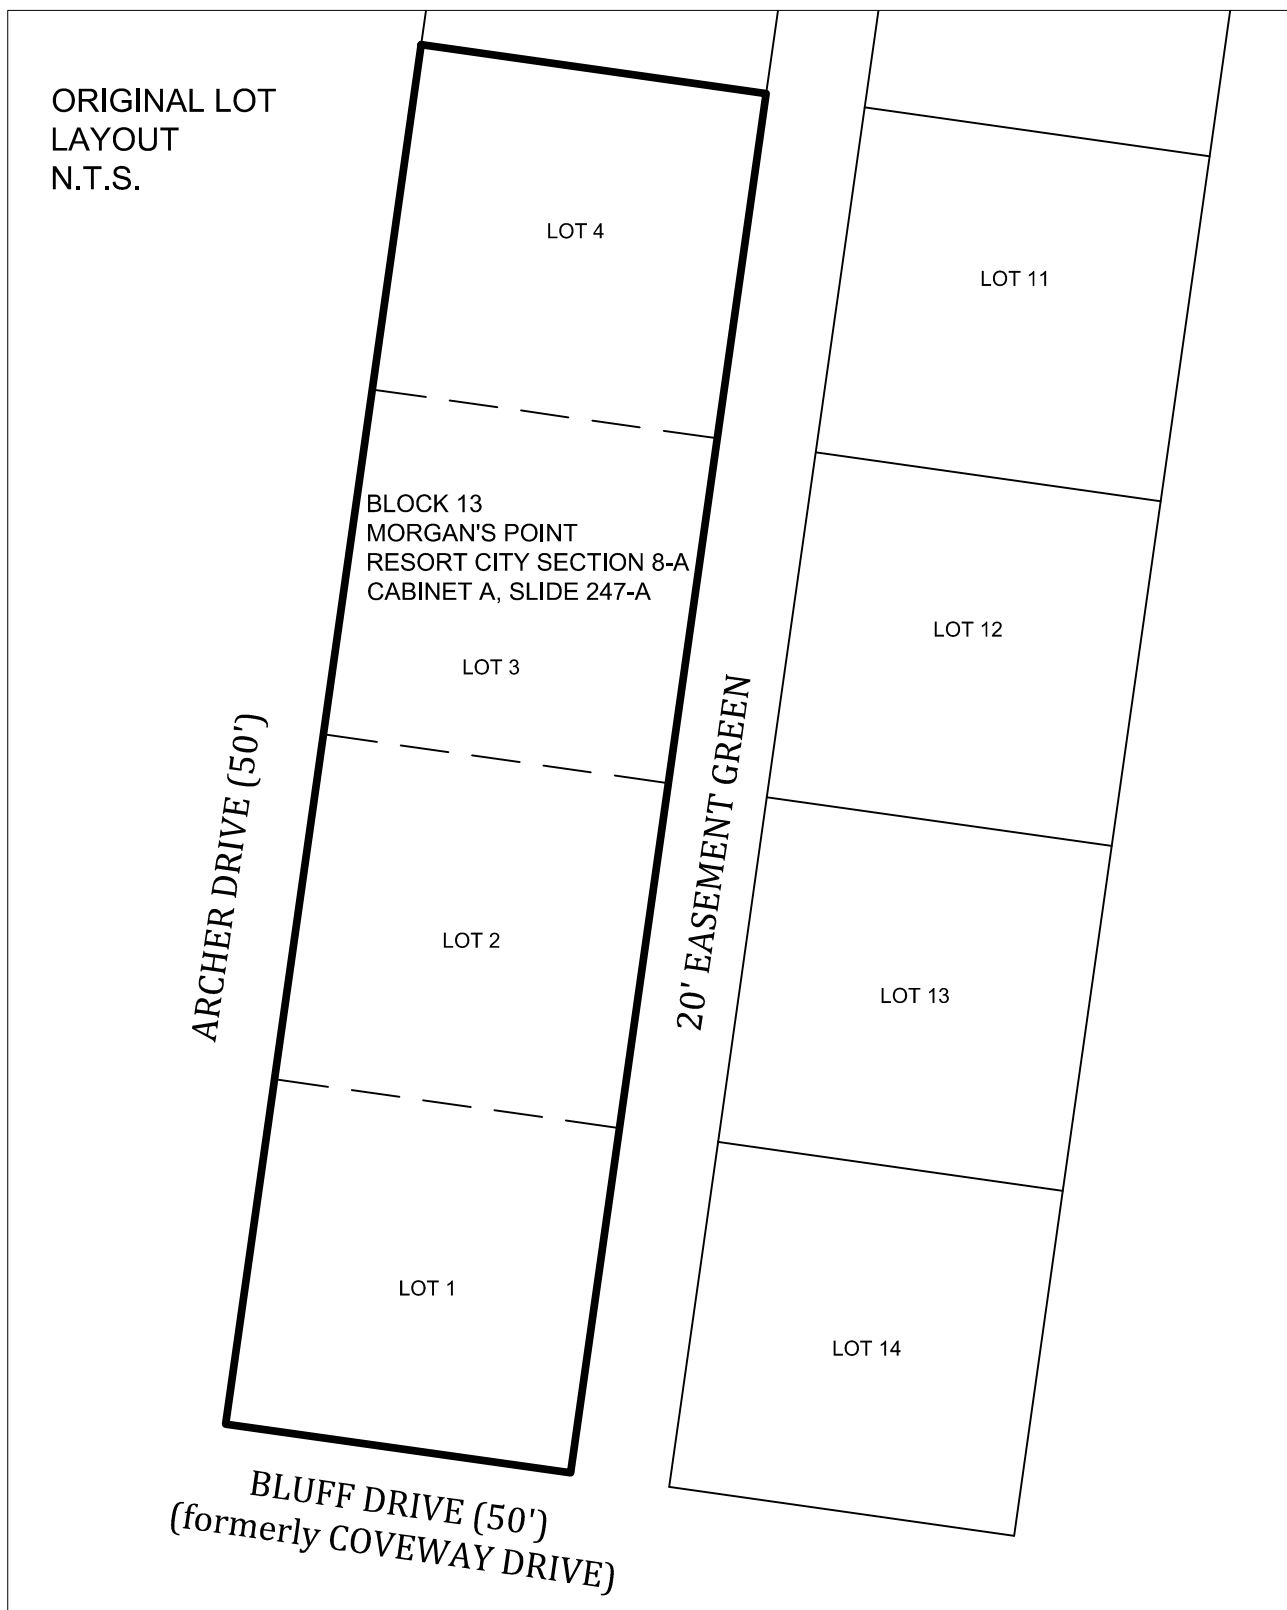 ORIGINAL LOT
LAYOUT
N.T.S.
LOT 4
LOT 11
BLOCK 13
MORGAN'S POINT
RESORT CITY SECTION 8-A
CABINET A, SLIDE 247-A
LOT 12
LOT 3
ARCHER DRIVE (50')
20' EASEMENT GREEN
LOT 2
LOT 13
LOT 1
LOT 14
BLUFF DRIVE (50')
(formerly COVEWAY DRIVE)